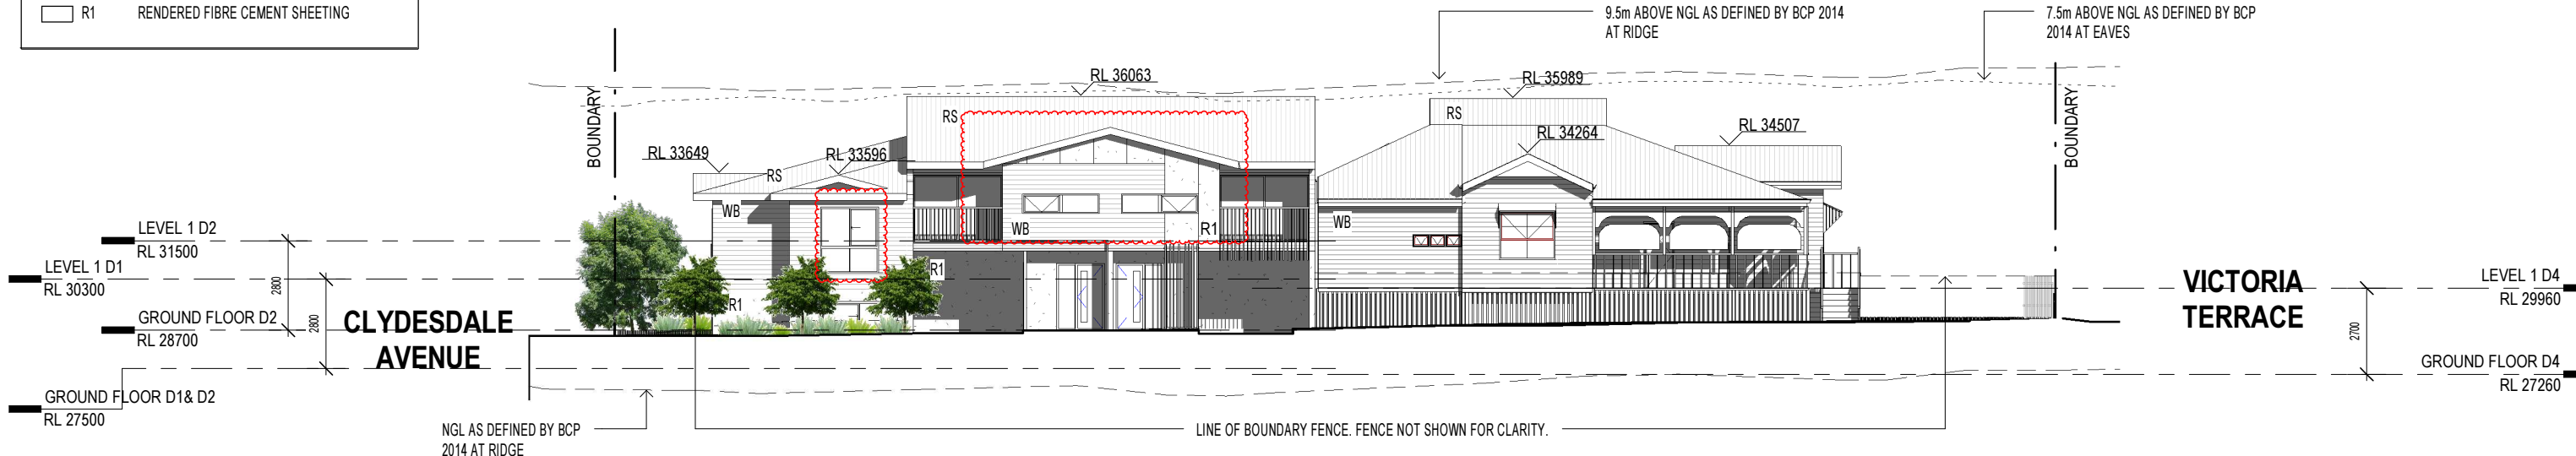 R1 RENDERED FIBRE CEMENT SHEETING
9.5m ABOVE NGL AS DEFINED BY BCP 2014
AT RIDGE
7.5m ABOVE NGL AS DEFINED BY BCP
2014 AT EAVES
BOUNDARY
RL 36063
RL 35989
BOUNDARY
RS
RS
RL 33649
RL 33596
RL 34264
RL 34507
RS
WB
WB
R1
WB
LEVEL 1 D2
RL 31500
LEVEL 1 D1
RL 30300
2800
2800
GROUND FLOOR D2
RL 28700
CLYDESDALE
AVENUE
R1
R1
VICTORIA
TERRACE
LEVEL 1 D4
RL 29960
2700
GROUND FLOOR D4
RL 27260
GROUND FLOOR D1& D2
RL 27500
NGL AS DEFINED BY BCP
2014 AT RIDGE
LINE OF BOUNDARY FENCE. FENCE NOT SHOWN FOR CLARITY.